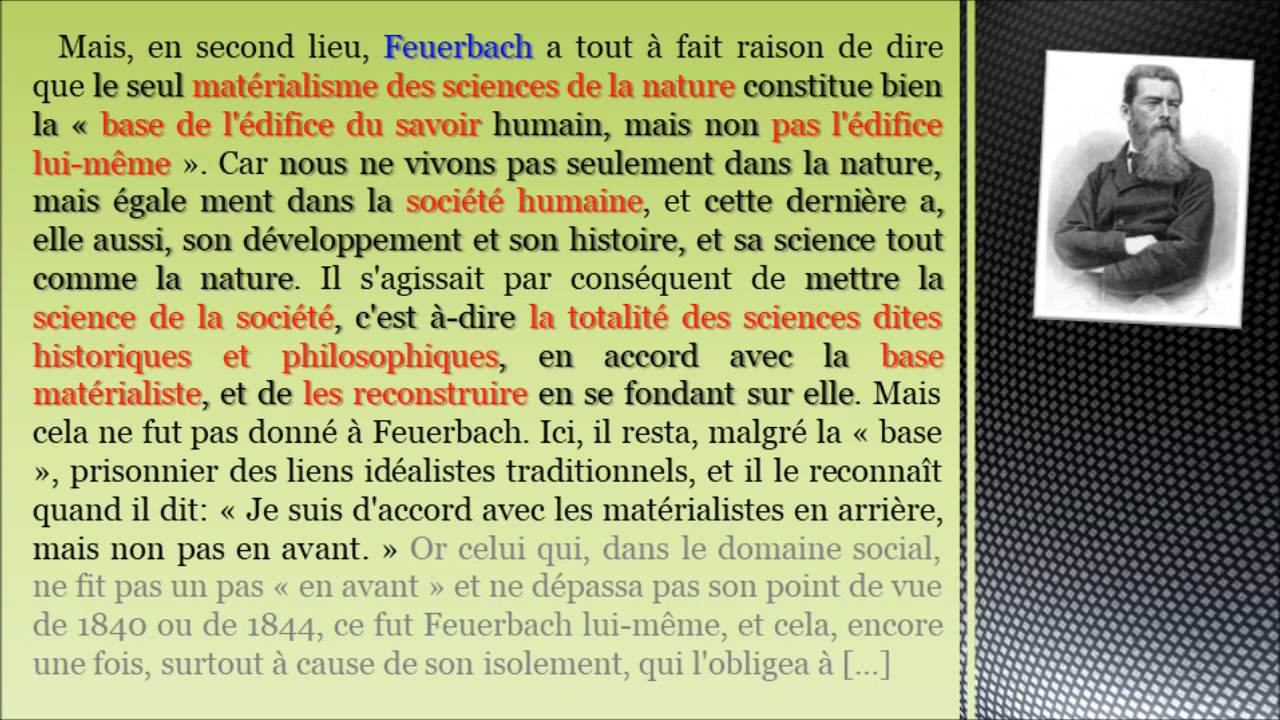 Mais, en second lieu, Feuerbach a tout à fait raison de dire
que le seul matérialisme des sciences de la nature constitue bien
la « base de l'édifice du savoir humain, mais non pas l'édifice
lui-même ». Car nous ne vivons pas seulement dans la nature,
mais égale ment dans la société humaine, et cette dernière a,
elle aussi, son développement et son histoire, et sa science tout
comme la nature. Il s'agissait par conséquent de mettre la
science de la société, c'est à-dire la totalité des sciences dites
historiques et philosophiques, en accord avec la base
matérialiste, et de les reconstruire en se fondant sur elle. Mais
cela ne fut pas donné à Feuerbach. Ici, il resta, malgré la « base
», prisonnier des liens idéalistes traditionnels, et il le reconnaît
quand il dit: « Je suis d'accord avec les matérialistes en arrière,
mais non pas en avant. » Or celui qui, dans le domaine social,
ne fit pas un pas « en avant » et ne dépassa pas son point de vue
de 1840 ou de 1844, ce fut Feuerbach lui-même, et cela, encore
une fois, surtout à cause de son isolement, qui l'obligea à [...]